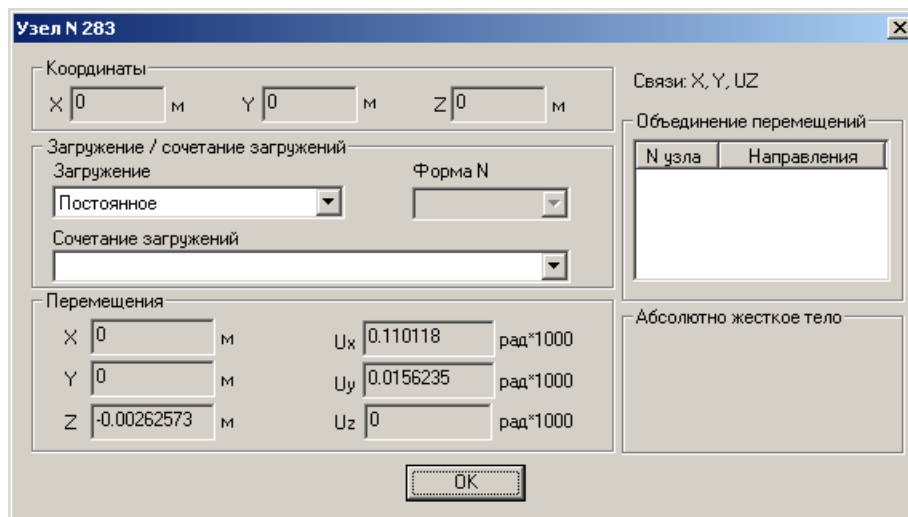 Узел N 283
Координаты
X 0 м Y 0 м Z 0 м
Связи: X, Y, UZ
Загружение / сочетание загружений
Загружение Форма N
Постоянное
Сочетание загружений
Объединение перемещений
N узла Направления
Перемещения
X 0 м Ux 0.110118 рад*1000
Y 0 м Uy 0.0156235 рад*1000
Z -0.00262573 м Uz 0 рад*1000
Абсолютно жесткое тело
OK